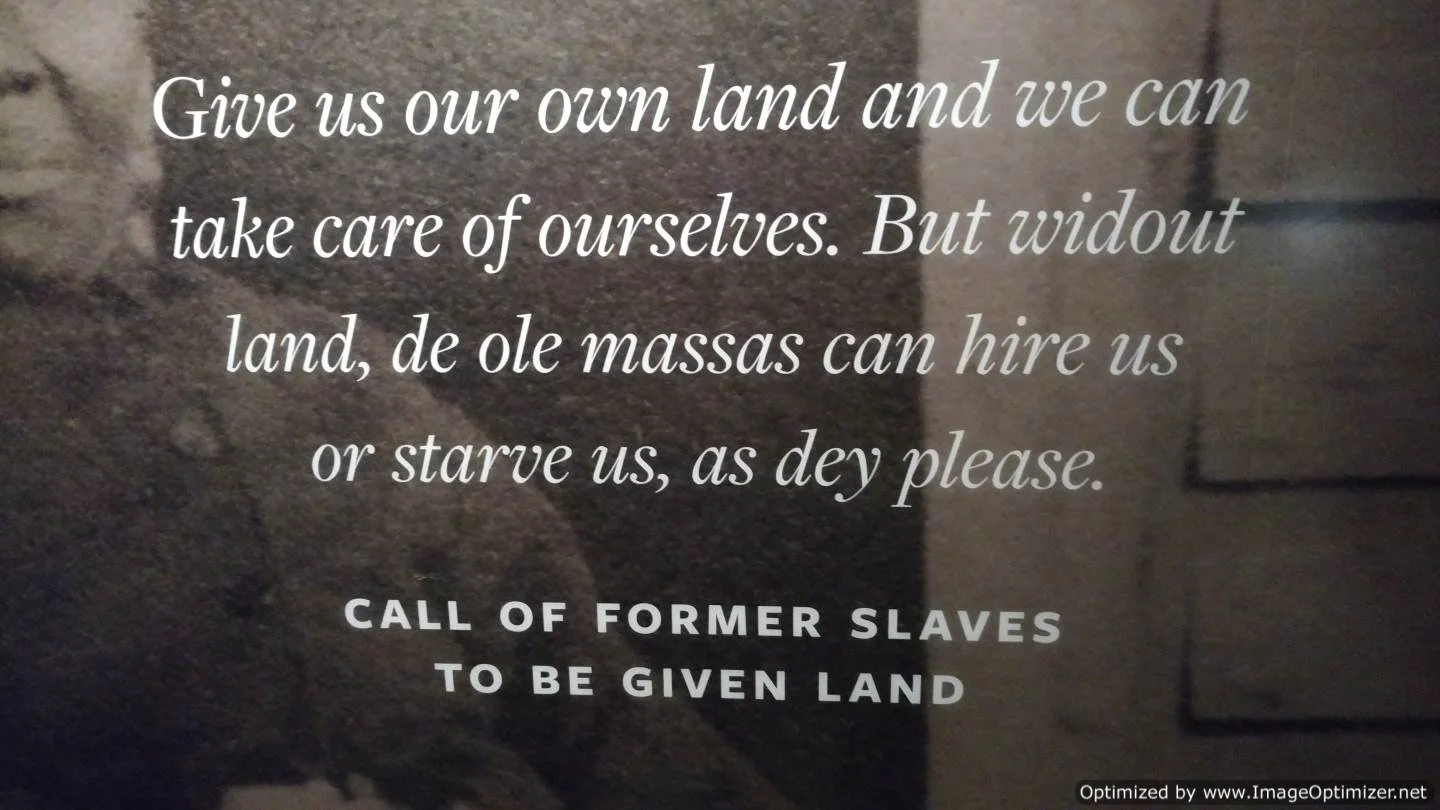 Give us our own land and we can
take care of ourselves. But widout
land, de ole massas can hire us
or starve us, as dey please.
CALL OF FORMER SLAVES
TO BE GIVEN LAND
Optimized by www.ImageOptimizer.net